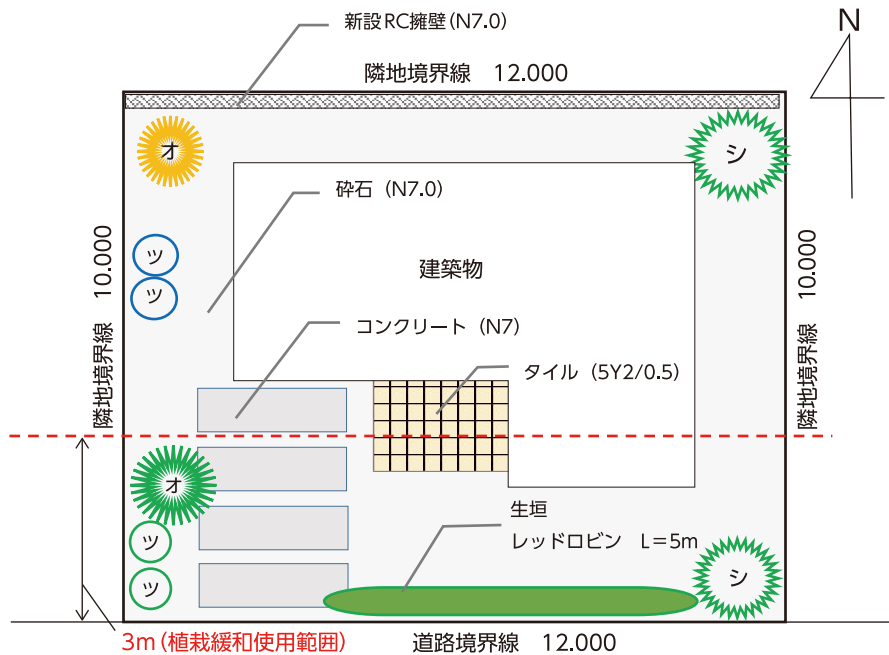 新設RC擁壁(N7.0)
N
隣地境界線 12.000
オ
シ
砕石 (N7.0)
ツ
ツ
建築物
隣地境界線 10.000
隣地境界線 10.000
コンクリート (N7)
タイル (5Y2/0.5)
オ
生垣
レッドロビン L=5m
ツ
ツ
シ
3m (植栽緩和使用範囲)
道路境界線 12.000